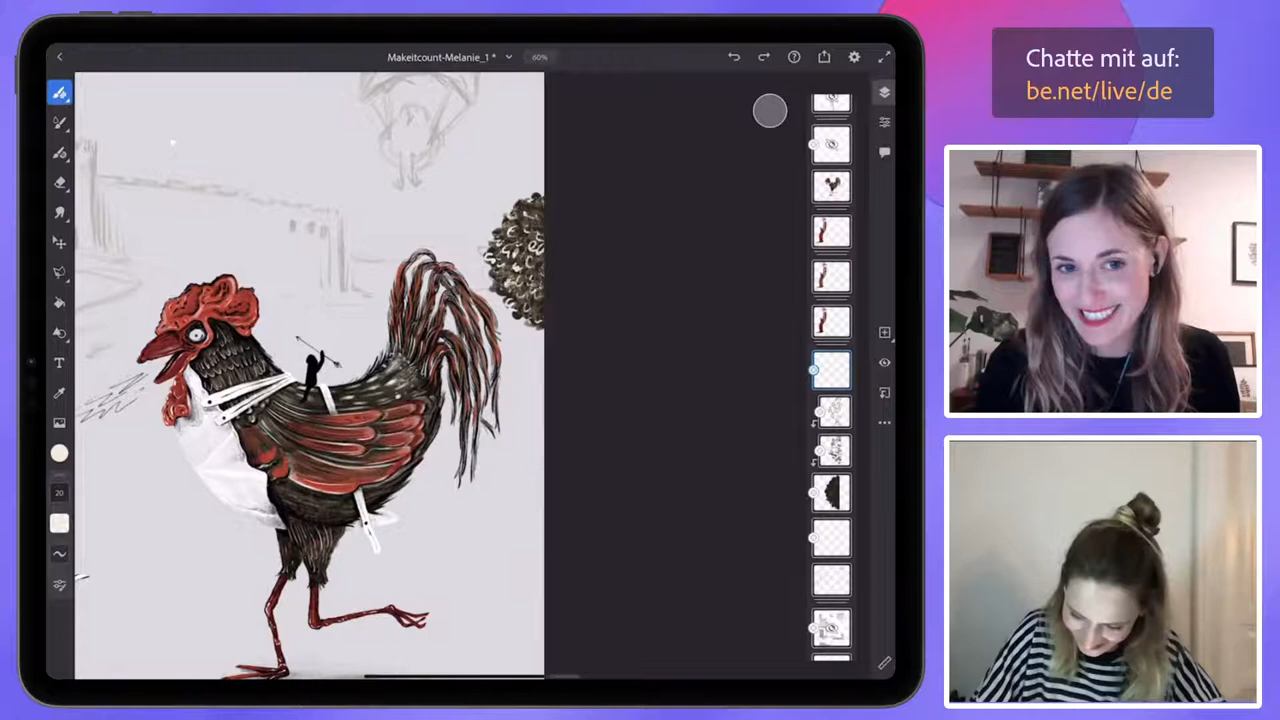 Makeitcount-Melanie_1 *
60%
T
20
Chatte mit auf:
be.net/live/de